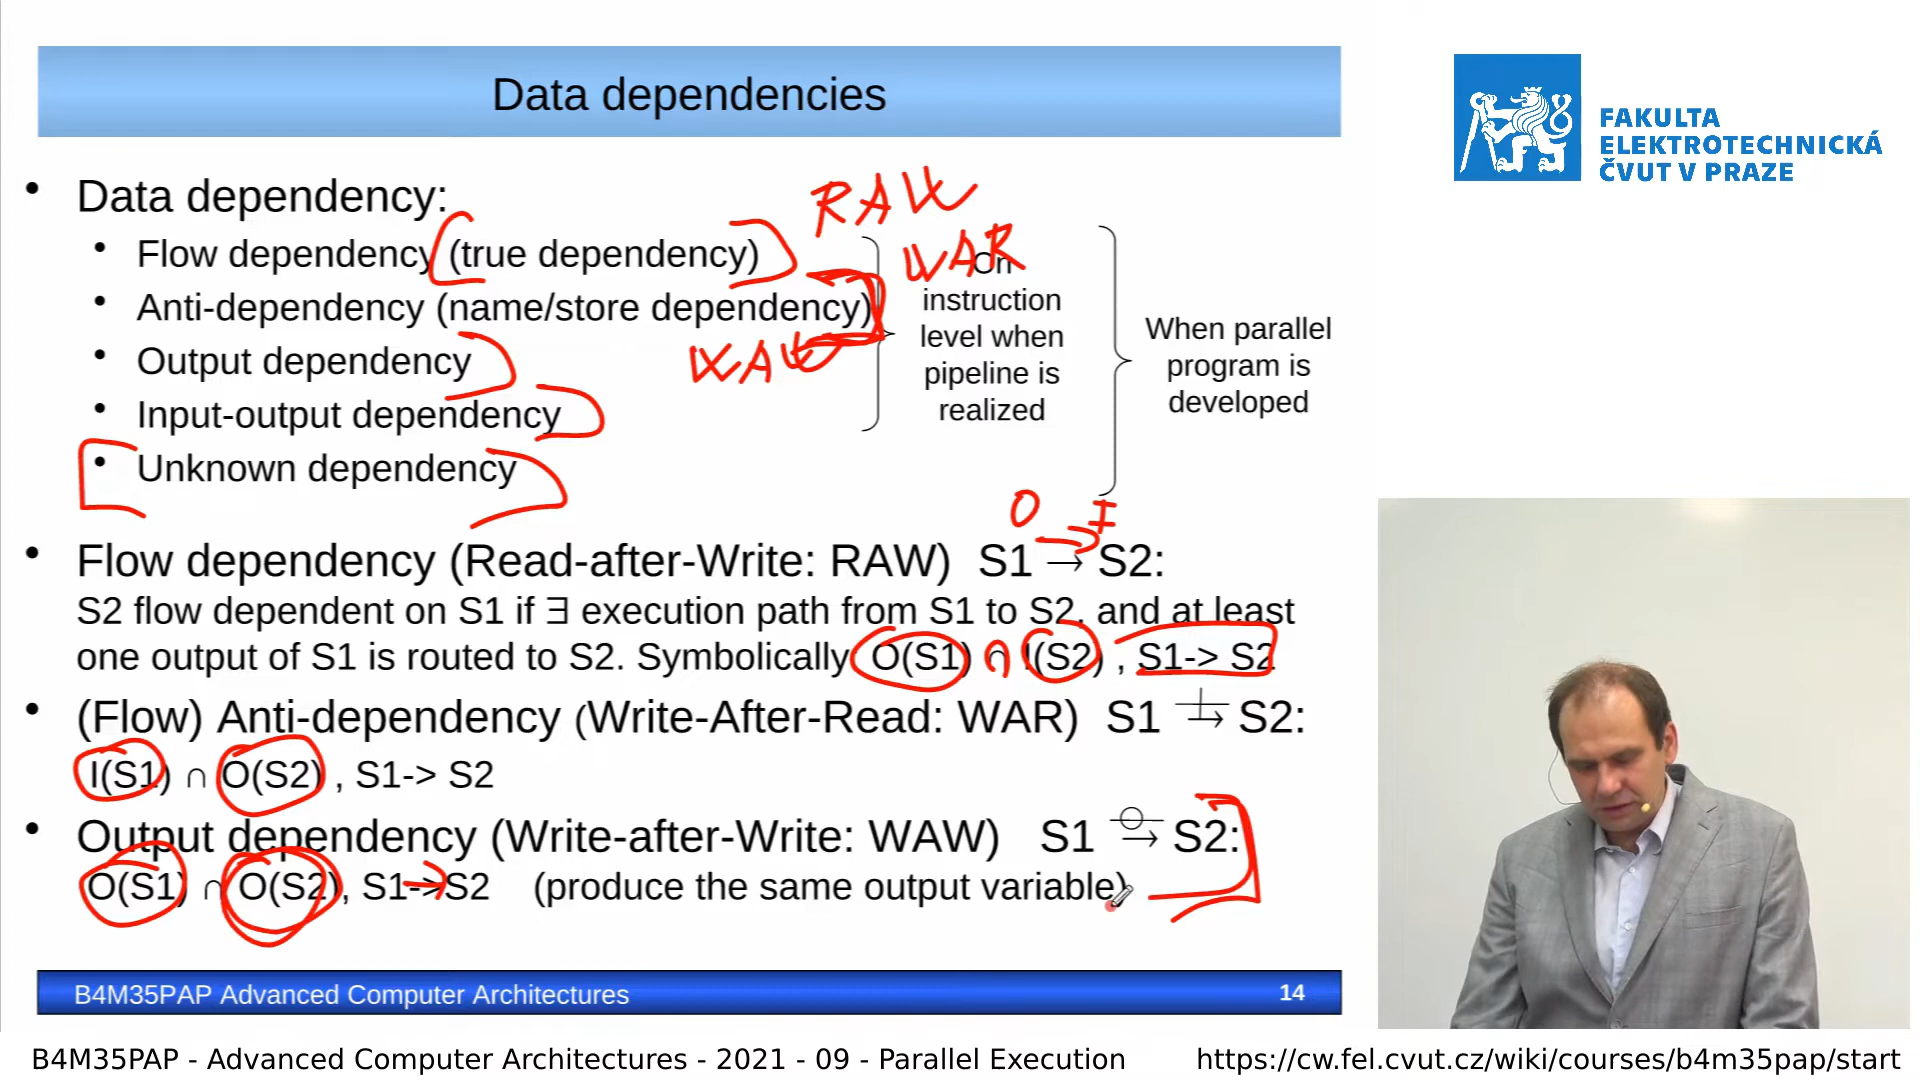 Data dependencies
• Data dependency:
• Flow dependency (true dependency)
RAW
• Anti-dependency (name/store dependency)
WAR
• Output dependency
WAW
• Input-output dependency
• Unknown dependency
On
instruction
level when
pipeline is
realized
When parallel
program is
developed
O I
• Flow dependency (Read-after-Write: RAW) S1 → S2:
S2 flow dependent on S1 if ∃ execution path from S1 to S2, and at least
one output of S1 is routed to S2. Symbolically O(S1) ∩ I(S2) , S1-> S2
• (Flow) Anti-dependency (Write-After-Read: WAR) S1 → S2:
I(S1) ∩ O(S2) , S1-> S2
• Output dependency (Write-after-Write: WAW) S1 → S2:
O(S1) ∩ O(S2), S1->S2 (produce the same output variable)
B4M35PAP Advanced Computer Architectures 14
FAKULTA
ELEKTROTECHNICKÁ
ČVUT V PRAZE
B4M35PAP - Advanced Computer Architectures - 2021 - 09 - Parallel Execution https://cw.fel.cvut.cz/wiki/courses/b4m35pap/start